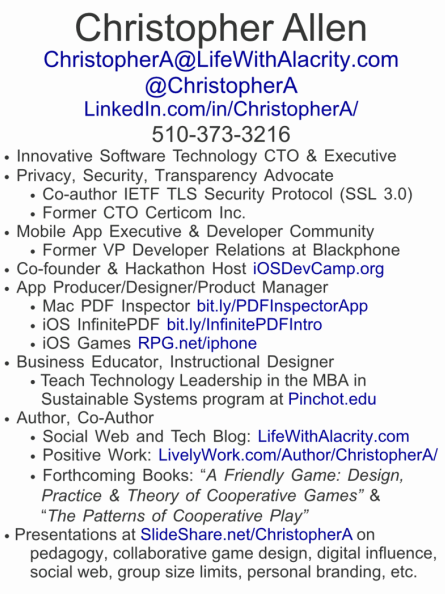 Christopher Allen
ChristopherA@LifeWithAlacrity.com
@ChristopherA
LinkedIn.com/in/ChristopherA/
510-373-3216
• Innovative Software Technology CTO & Executive
• Privacy, Security, Transparency Advocate
• Co-author IETF TLS Security Protocol (SSL 3.0)
• Former CTO Certicom Inc.
• Mobile App Executive & Developer Community
• Former VP Developer Relations at Blackphone
• Co-founder & Hackathon Host iOSDevCamp.org
• App Producer/Designer/Product Manager
• Mac PDF Inspector bit.ly/PDFInspectorApp
• iOS InfinitePDF bit.ly/InfinitePDFIntro
• iOS Games RPG.net/iphone
• Business Educator, Instructional Designer
• Teach Technology Leadership in the MBA in
Sustainable Systems program at Pinchot.edu
• Author, Co-Author
• Social Web and Tech Blog: LifeWithAlacrity.com
• Positive Work: LivelyWork.com/Author/ChristopherA/
• Forthcoming Books: “A Friendly Game: Design,
Practice & Theory of Cooperative Games” &
“The Patterns of Cooperative Play”
• Presentations at SlideShare.net/ChristopherA on
pedagogy, collaborative game design, digital influence,
social web, group size limits, personal branding, etc.